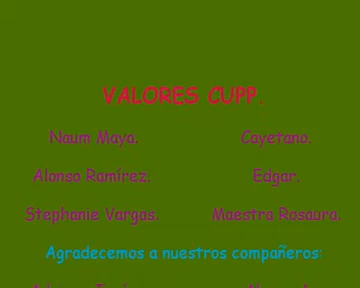 VALORES CUPP.
Naum Maya. Cayetano.
Alonso Ramírez. Edgar.
Stephanie Vargas. Maestra Rosaura.
Agradecemos a nuestros compañeros: